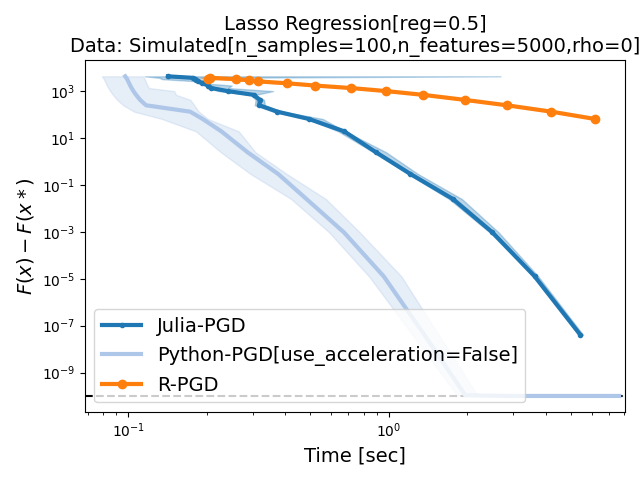 Lasso Regression[reg=0.5]
Data: Simulated[n_samples=100,n_features=5000,rho=0]
F(x) − F(x*)
10³
10¹
10⁻¹
10⁻³
10⁻⁵
10⁻⁷
10⁻⁹
Julia-PGD
Python-PGD[use_acceleration=False]
R-PGD
10⁻¹ 10⁰
Time [sec]